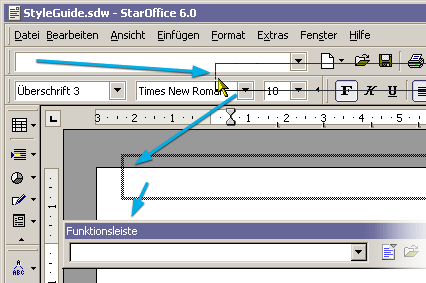 StyleGuide.sdw - StarOffice 6.0
Datei Bearbeiten Ansicht Einfügen Format Extras Fenster Hilfe
Überschrift 3 Times New Roman 10 F K U
3 2 1 1 2 3 4 5
Funktionsleiste
ABC